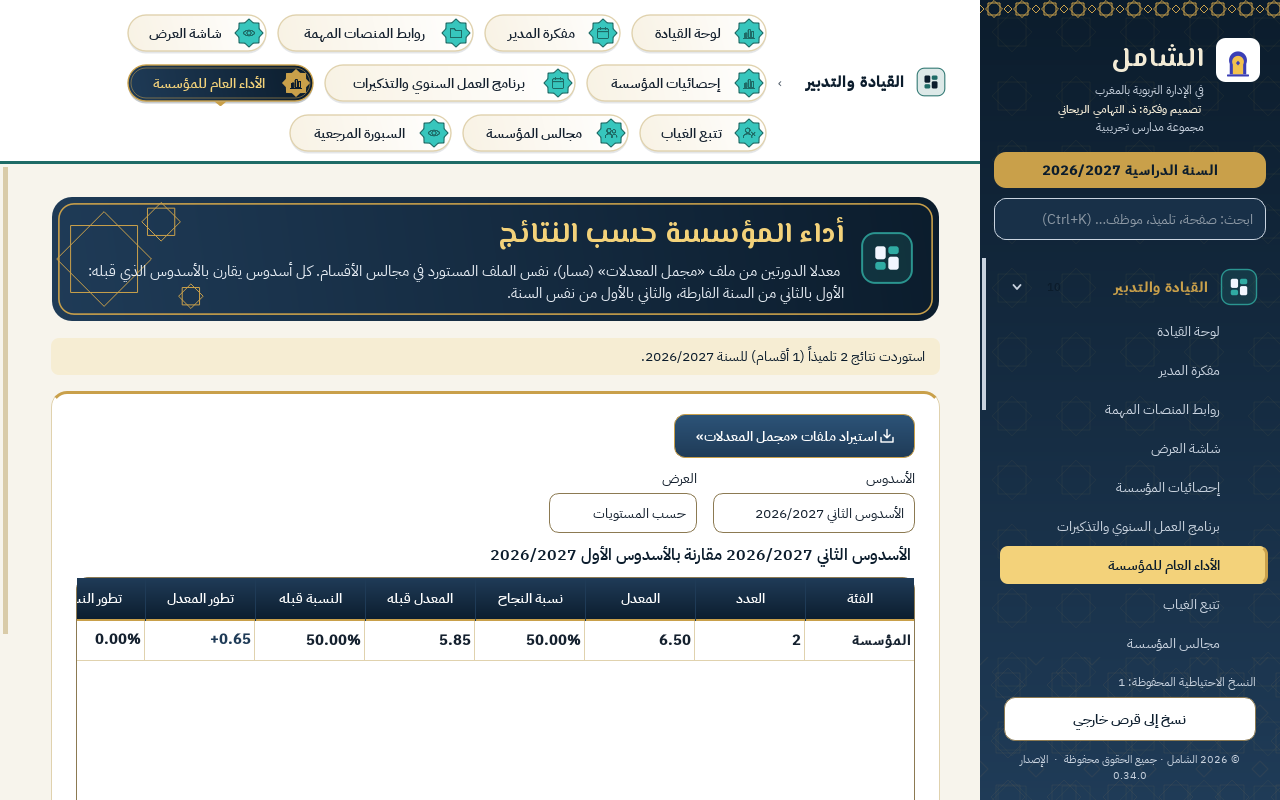 الشامل
في الإدارة التربوية بالمغرب
تصميم وفكرة: ذ. التهامي الريحاني
مجموعة مدارس تجريبية
السنة الدراسية 2026/2027
ابحث: صفحة، تلميذ، موظف... (Ctrl+K)
القيادة والتدبير
10
لوحة القيادة
مفكرة المدير
روابط المنصات المهمة
شاشة العرض
إحصائيات المؤسسة
برنامج العمل السنوي والتذكيرات
الأداء العام للمؤسسة
تتبع الغياب
مجالس المؤسسة
النسخ الاحتياطية المحفوظة: 1
نسخ إلى قرص خارجي
© 2026 الشامل · جميع الحقوق محفوظة · الإصدار
0.34.0
القيادة والتدبير ›
لوحة القيادة
مفكرة المدير
روابط المنصات المهمة
شاشة العرض
إحصائيات المؤسسة
برنامج العمل السنوي والتذكيرات
الأداء العام للمؤسسة
تتبع الغياب
مجالس المؤسسة
السبورة المرجعية
أداء المؤسسة حسب النتائج
معدلا الدورتين من ملف «مجمل المعدلات» (مسار)، نفس الملف المستورد في مجالس الأقسام. كل أسدوس يقارن بالأسدوس الذي قبله:
الأول بالثاني من السنة الفارطة، والثاني بالأول من نفس السنة.
استوردت نتائج 2 تلميذاً (1 أقسام) للسنة 2026/2027.
استيراد ملفات «مجمل المعدلات»
الأسدوس
العرض
الأسدوس الثاني 2026/2027
حسب المستويات
الأسدوس الثاني 2026/2027 مقارنة بالأسدوس الأول 2026/2027
الفئة العدد المعدل نسبة النجاح المعدل قبله النسبة قبله تطور المعدل تطور
المؤسسة 2 6.50 50.00% 5.85 50.00% +0.65 0.00%